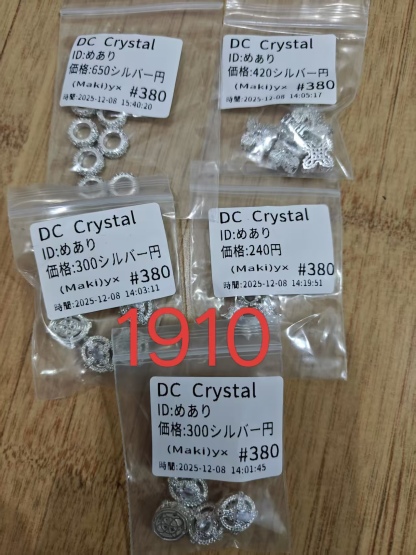 DC Crystal
ID:めあり
価格:650シルバー円
(Maki)yx #380
時間:2025-12-08 15:40:20
DC Crystal
ID:めあり
価格:420シルバー円
(Maki)yx #380
時間:2025-12-08 14:05:17
DC Crystal
ID:めあり
価格:300シルバー円
(Maki)yx #380
時間:2025-12-08 14:03:11
DC Crystal
ID:めあり
価格:240円
(Maki)yx #380
時間:2025-12-08 14:19:51
1910
DC Crystal
ID:めあり
価格:300シルバー円
(Maki)yx #380
時間:2025-12-08 14:01:45